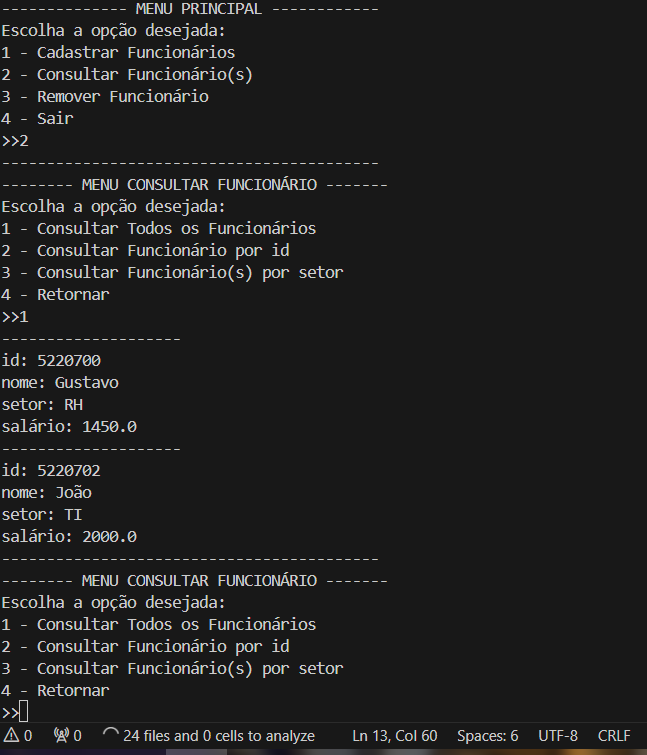 -------------- MENU PRINCIPAL ------------
Escolha a opção desejada:
1 - Cadastrar Funcionários
2 - Consultar Funcionário(s)
3 - Remover Funcionário
4 - Sair
>>2
------------------------------------------
-------- MENU CONSULTAR FUNCIONÁRIO -------
Escolha a opção desejada:
1 - Consultar Todos os Funcionários
2 - Consultar Funcionário por id
3 - Consultar Funcionário(s) por setor
4 - Retornar
>>1
--------------------
id: 5220700
nome: Gustavo
setor: RH
salário: 1450.0
--------------------
id: 5220702
nome: João
setor: TI
salário: 2000.0
------------------------------------------
-------- MENU CONSULTAR FUNCIONÁRIO -------
Escolha a opção desejada:
1 - Consultar Todos os Funcionários
2 - Consultar Funcionário por id
3 - Consultar Funcionário(s) por setor
4 - Retornar
>>
0 0 24 files and 0 cells to analyze Ln 13, Col 60 Spaces: 6 UTF-8 CRLF